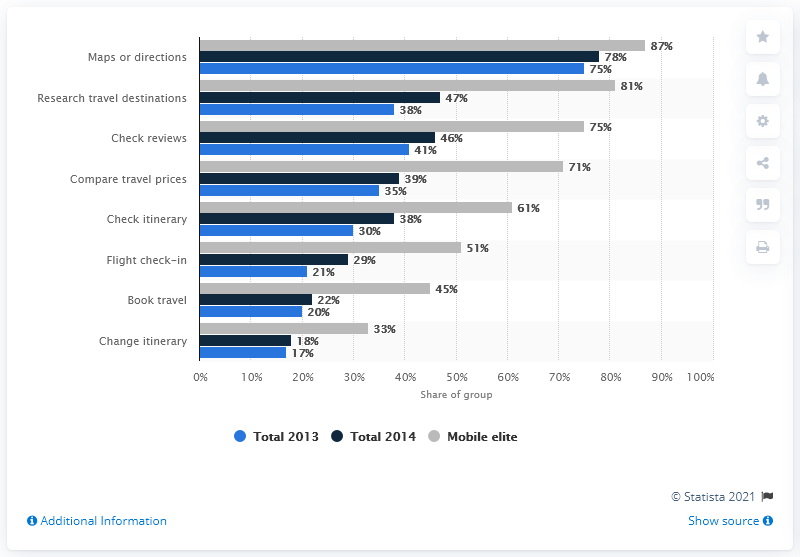 Maps or directions
87%
78%
75%
Research travel destinations
81%
47%
38%
Check reviews
75%
46%
41%
Compare travel prices
71%
39%
35%
Check itinerary
61%
38%
30%
Flight check-in
51%
29%
21%
Book travel
45%
22%
20%
Change itinerary
33%
18%
17%
0% 10% 20% 30% 40% 50% 60% 70% 80% 90% 100%
Share of group
Total 2013 Total 2014 Mobile elite
© Statista 2021
Additional Information Show source